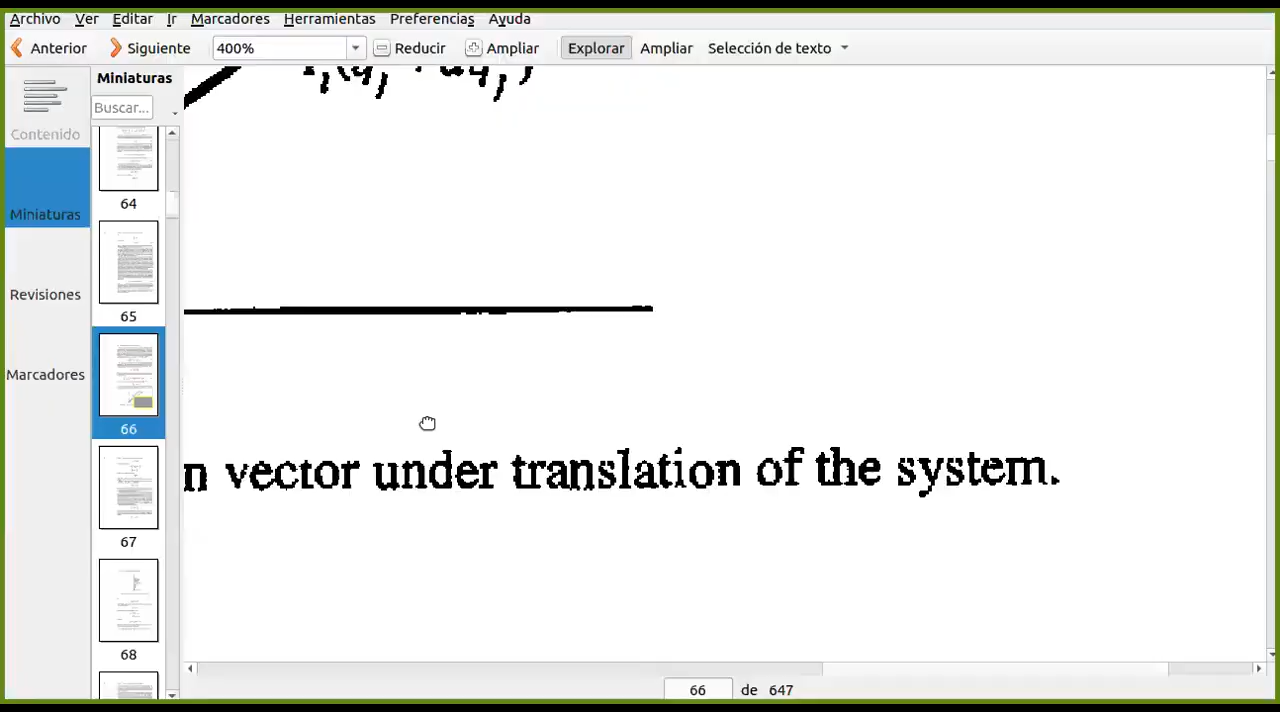 Archivo Ver Editar Ir Marcadores Herramientas Preferencias Ayuda
Anterior Siguiente 400% Reducir Ampliar Explorar Ampliar Selección de texto
Contenido
Miniaturas
Revisiones
Marcadores
Miniaturas
Buscar...
64
65
66
67
68
n vector under translation of the system.
66 de 647